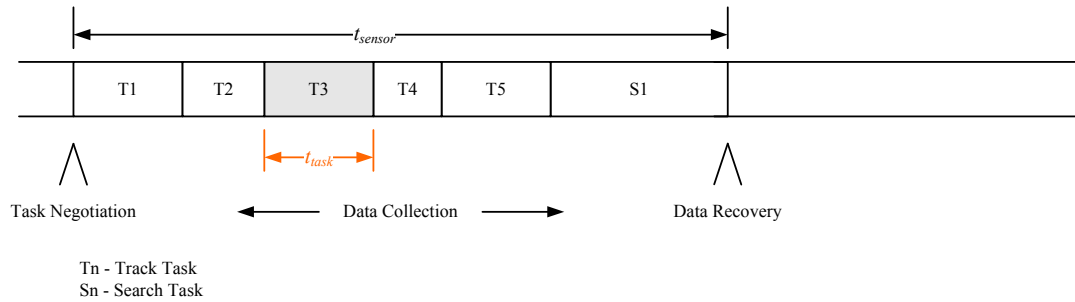 tsensor
T1 T2 T3 T4 T5 S1
ttask
Task Negotiation Data Collection Data Recovery
Tn - Track Task
Sn - Search Task